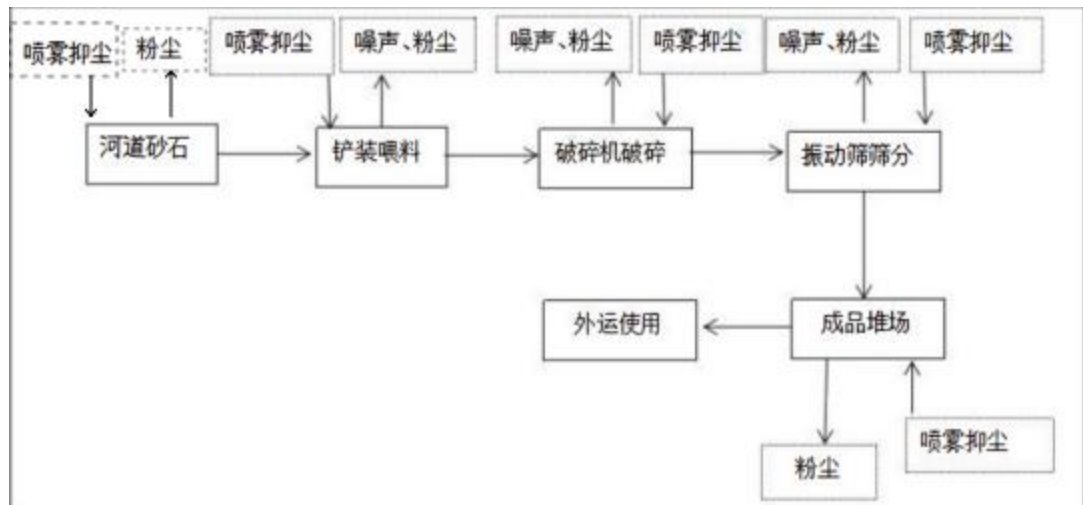 喷雾抑尘
粉尘
喷雾抑尘
噪声、粉尘
噪声、粉尘
喷雾抑尘
噪声、粉尘
喷雾抑尘
河道砂石
铲装喂料
破碎机破碎
振动筛筛分
外运使用
成品堆场
粉尘
喷雾抑尘